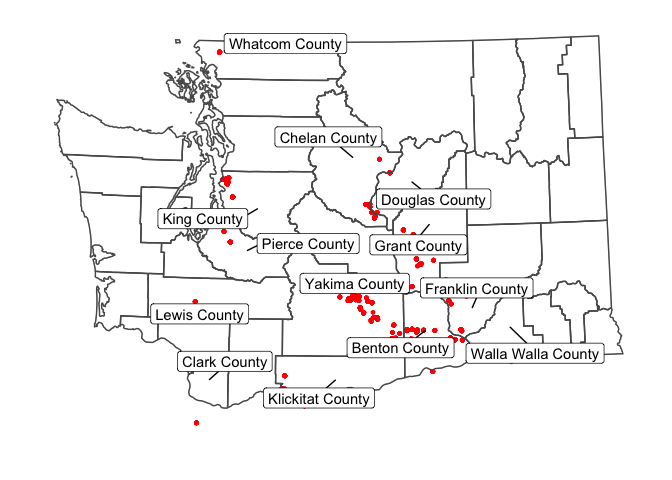 Whatcom County
Chelan County
Douglas County
King County
Pierce County
Grant County
Yakima County
Franklin County
Lewis County
Benton County
Walla Walla County
Clark County
Klickitat County